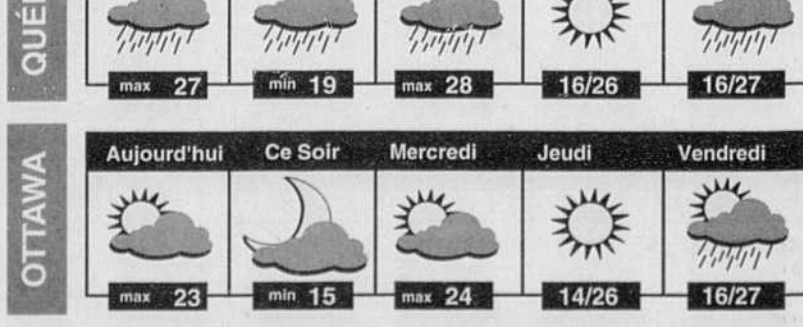 QUÉ
max 27 min 19 max 28 16/26 16/27
OTTAWA
Aujourd'hui Ce Soir Mercredi Jeudi Vendredi
max 23 min 15 max 24 14/26 16/27